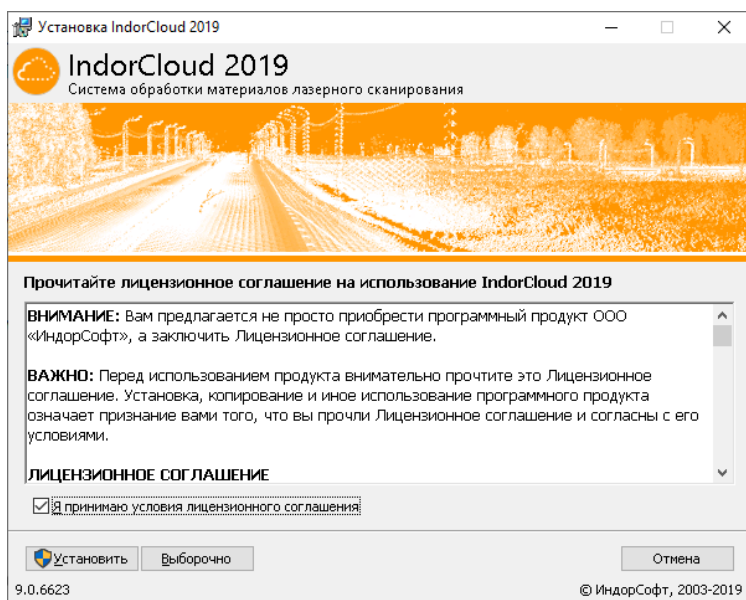 Установка IndorCloud 2019
IndorCloud 2019
Система обработки материалов лазерного сканирования
Прочитайте лицензионное соглашение на использование IndorCloud 2019
ВНИМАНИЕ: Вам предлагается не просто приобрести программный продукт ООО
«ИндорСофт», а заключить Лицензионное соглашение.
ВАЖНО: Перед использованием продукта внимательно прочтите это Лицензионное
соглашение. Установка, копирование и иное использование программного продукта
означает признание вами того, что вы прочли Лицензионное соглашение и согласны с его
условиями.
ЛИЦЕНЗИОННОЕ СОГЛАШЕНИЕ
Я принимаю условия лицензионного соглашения
Установить Выборочно Отмена
9.0.6623 © ИндорСофт, 2003-2019